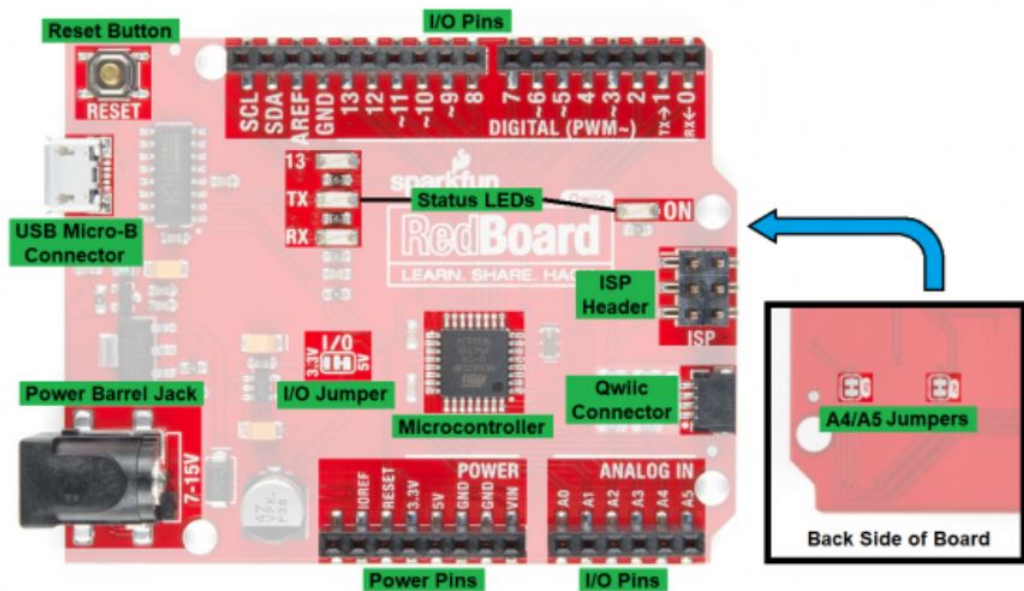 Reset Button
I/O Pins
RESET
SCL
SDA
AREF
GND
13
12
~11
~10
~9
8
7
~6
~5
4
~3
2
TX→1
RX←0
DIGITAL (PWM~)
13
TX
RX
sparkfun
Status LEDs
ON
USB Micro-B
Connector
RedBoard
LEARN. SHARE. HACK
ISP
Header
ISP
I/O
3.3V
5V
I/O Jumper
Microcontroller
Qwiic
Connector
Power Barrel Jack
7-15V
47
POWER
IOREF
RESET
3.3V
5V
GND
GND
VIN
ANALOG IN
A0
A1
A2
A3
A4
A5
Power Pins
I/O Pins
A4/A5 Jumpers
Back Side of Board